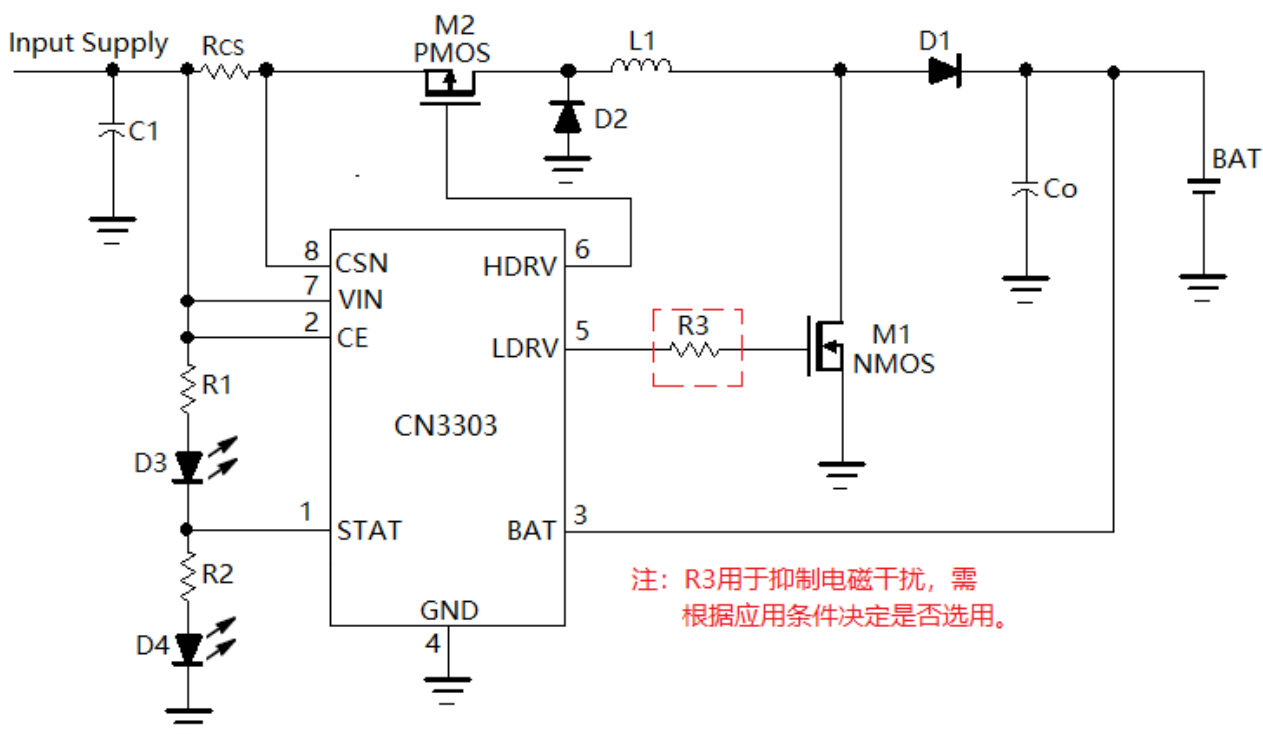 M2
Input Supply
RCS
PMOS
L1
D1
C1
D2
BAT
Co
8
CSN
HDRV
6
7
VIN
2
CE
LDRV
5
R3
M1
NMOS
R1
CN3303
D3
1
STAT
BAT
3
R2
注：R3用于抑制电磁干扰，需
根据应用条件决定是否选用。
GND
4
D4